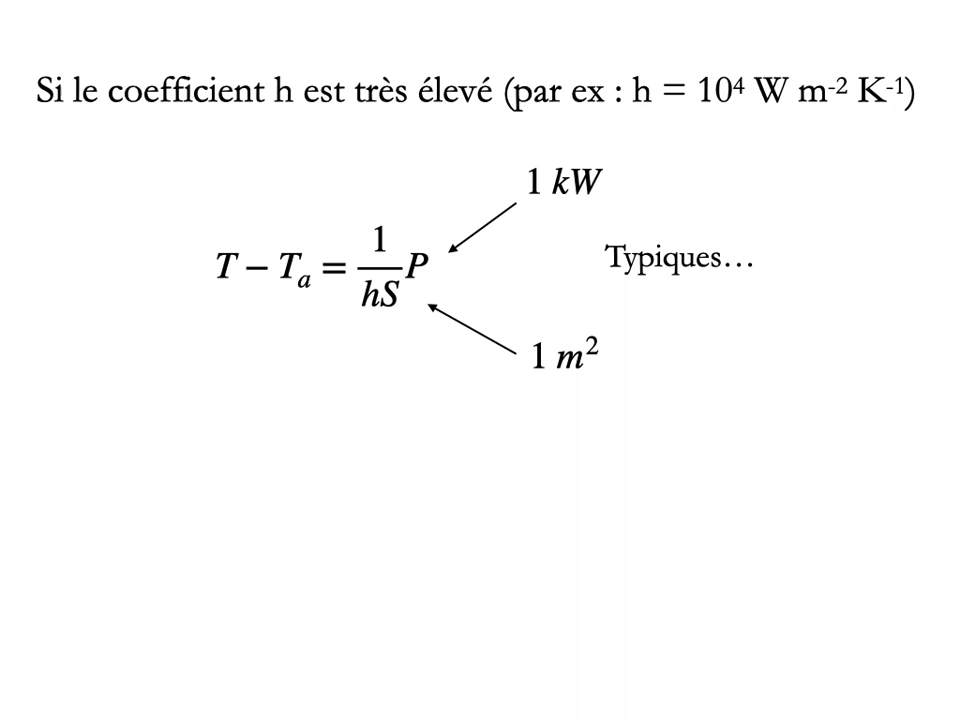 Si le coefficient h est très élevé (par ex : h = 10⁴ W m⁻² K⁻¹)
1 kW
T − Tₐ = 1/hS P
Typiques…
1 m²